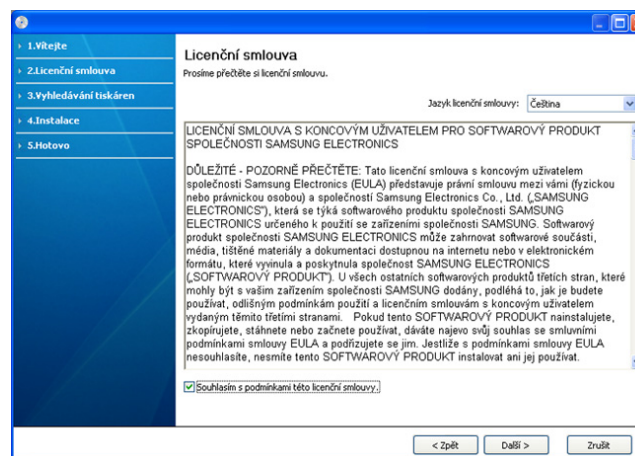 1.Vítejte
2.Licenční smlouva
3.Vyhledávání tiskáren
4.Instalace
5.Hotovo
Licenční smlouva
Prosíme přečtěte si licenční smlouvu.
Jazyk licenční smlouvy: Čeština
LICENČNÍ SMLOUVA S KONCOVÝM UŽIVATELEM PRO SOFTWAROVÝ PRODUKT
SPOLEČNOSTI SAMSUNG ELECTRONICS
DŮLEŽITÉ - POZORNĚ PŘEČTĚTE: Tato licenční smlouva s koncovým uživatelem
společnosti Samsung Electronics (EULA) představuje právní smlouvu mezi vámi (fyzickou
nebo právnickou osobou) a společností Samsung Electronics Co., Ltd. („SAMSUNG
ELECTRONICS"), která se týká softwarového produktu společnosti SAMSUNG
ELECTRONICS určeného k použití se zařízeními společnosti SAMSUNG. Softwarový
produkt společnosti SAMSUNG ELECTRONICS může zahrnovat softwarové součásti,
média, tištěné materiály a dokumentaci dostupnou na internetu nebo v elektronickém
formátu, které vyvinula a poskytnula společnost SAMSUNG ELECTRONICS
(„SOFTWAROVÝ PRODUKT"). U všech ostatních softwarových produktů třetích stran, které
mohly být s vašim zařízením společnosti SAMSUNG dodány, podléhá to, jak je budete
používat, odlišným podmínkám použití a licenčním smlouvám s koncovým uživatelem
vydaným těmito třetími stranami. Pokud tento SOFTWAROVÝ PRODUKT nainstalujete,
zkopírujete, stáhnete nebo začnete používat, dáváte najevo svůj souhlas se smluvními
podmínkami smlouvy EULA a podřizujete se jim. Jestliže s podmínkami smlouvy EULA
nesouhlasíte, nesmíte tento SOFTWAROVÝ PRODUKT instalovat ani jej používat.
Souhlasím s podmínkami této licenční smlouvy.
< Zpět Další > Zrušit